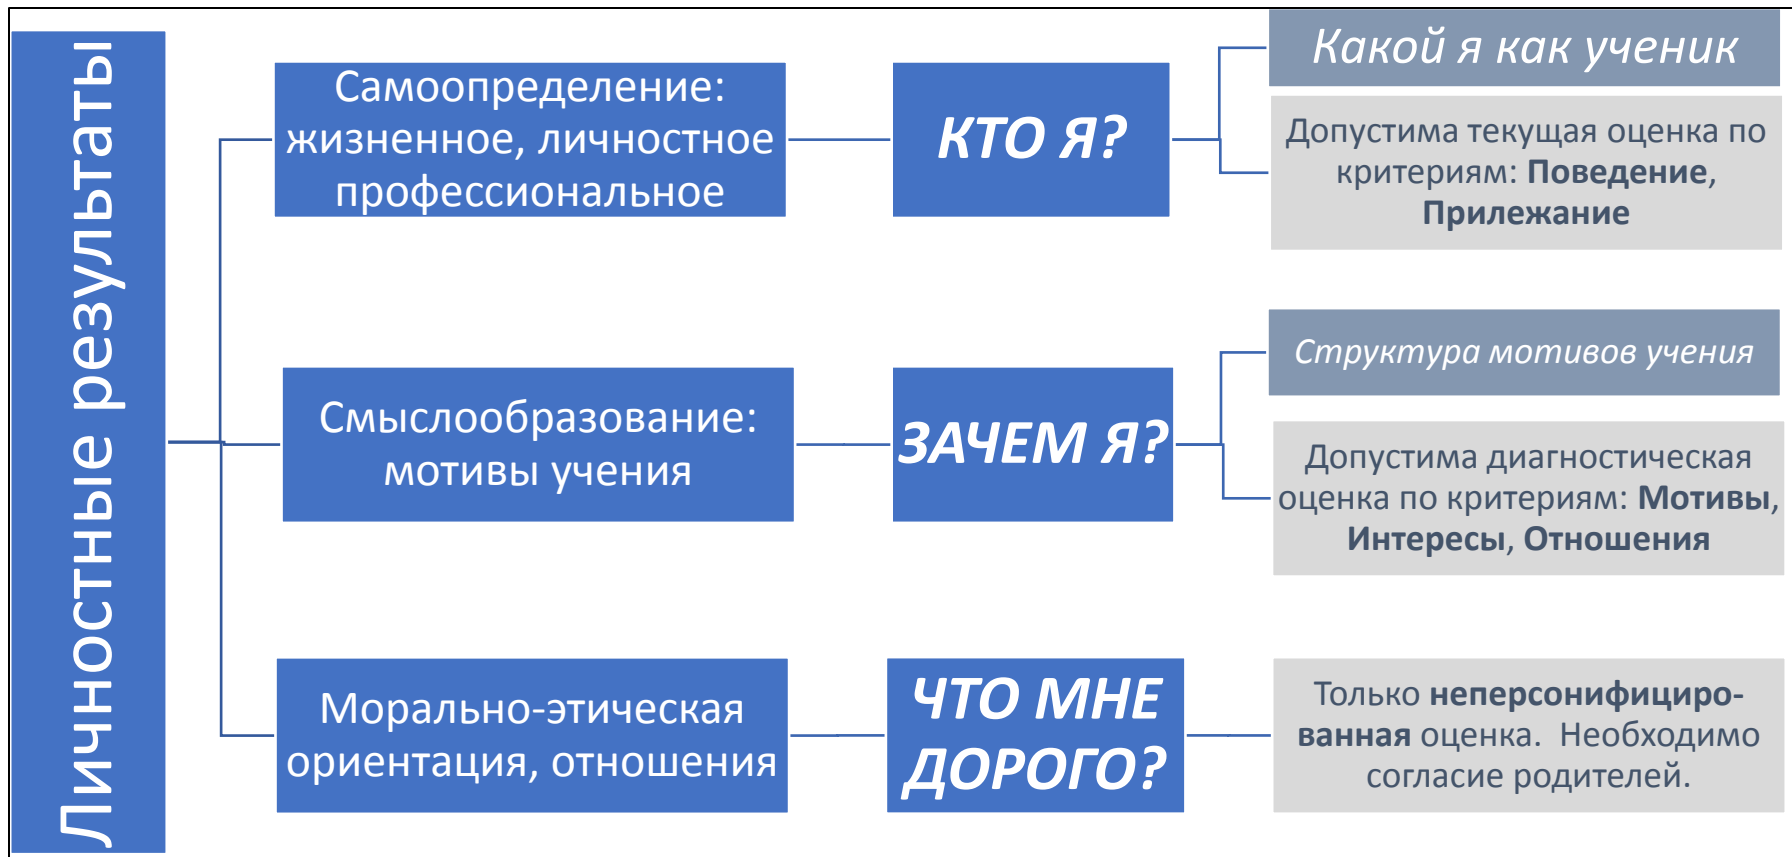 Личностные результаты
Самоопределение:
жизненное, личностное
профессиональное
КТО Я?
Какой я как ученик
Допустима текущая оценка по
критериям: Поведение,
Прилежание
Смыслообразование:
мотивы учения
ЗАЧЕМ Я?
Структура мотивов учения
Допустима диагностическая
оценка по критериям: Мотивы,
Интересы, Отношения
Морально-этическая
ориентация, отношения
ЧТО МНЕ
ДОРОГО?
Только неперсонифициро-
ванная оценка.  Необходимо
согласие родителей.